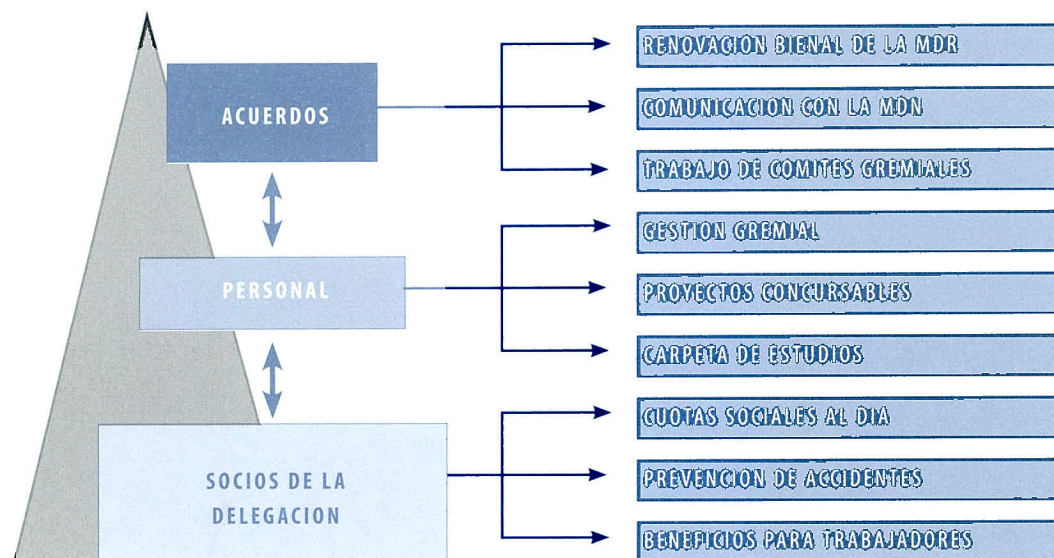 ACUERDOS
RENOVACION BIENAL DE LA MDR
COMUNICACION CON LA MDN
TRABAJO DE COMITES GREMIALES
PERSONAL
GESTION GREMIAL
PROYECTOS CONCURSABLES
CARPETA DE ESTUDIOS
SOCIOS DE LA
DELEGACION
CUOTAS SOCIALES AL DIA
PREVENCION DE ACCIDENTES
BENEFICIOS PARA TRABAJADORES